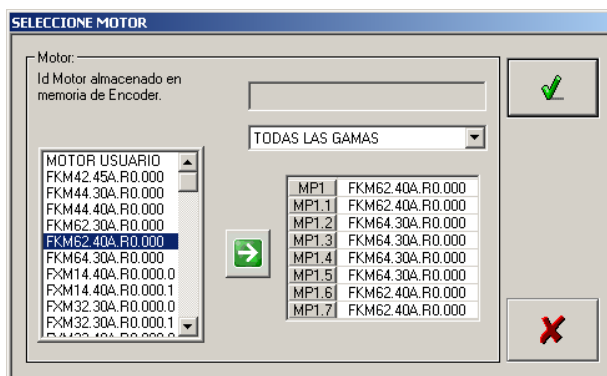 SELECCIONE MOTOR
Motor:
Id Motor almacenado en
memoria de Encoder.
TODAS LAS GAMAS
MOTOR USUARIO
FKM42.45A.R0.000
FKM44.30A.R0.000
FKM44.40A.R0.000
FKM62.30A.R0.000
FKM62.40A.R0.000
FKM64.30A.R0.000
FXM14.40A.R0.000.0
FXM14.40A.R0.000.1
FXM32.30A.R0.000.0
FXM32.30A.R0.000.1
MP1 FKM62.40A.R0.000
MP1.1 FKM62.40A.R0.000
MP1.2 FKM64.30A.R0.000
MP1.3 FKM64.30A.R0.000
MP1.4 FKM64.30A.R0.000
MP1.5 FKM64.30A.R0.000
MP1.6 FKM62.40A.R0.000
MP1.7 FKM62.40A.R0.000